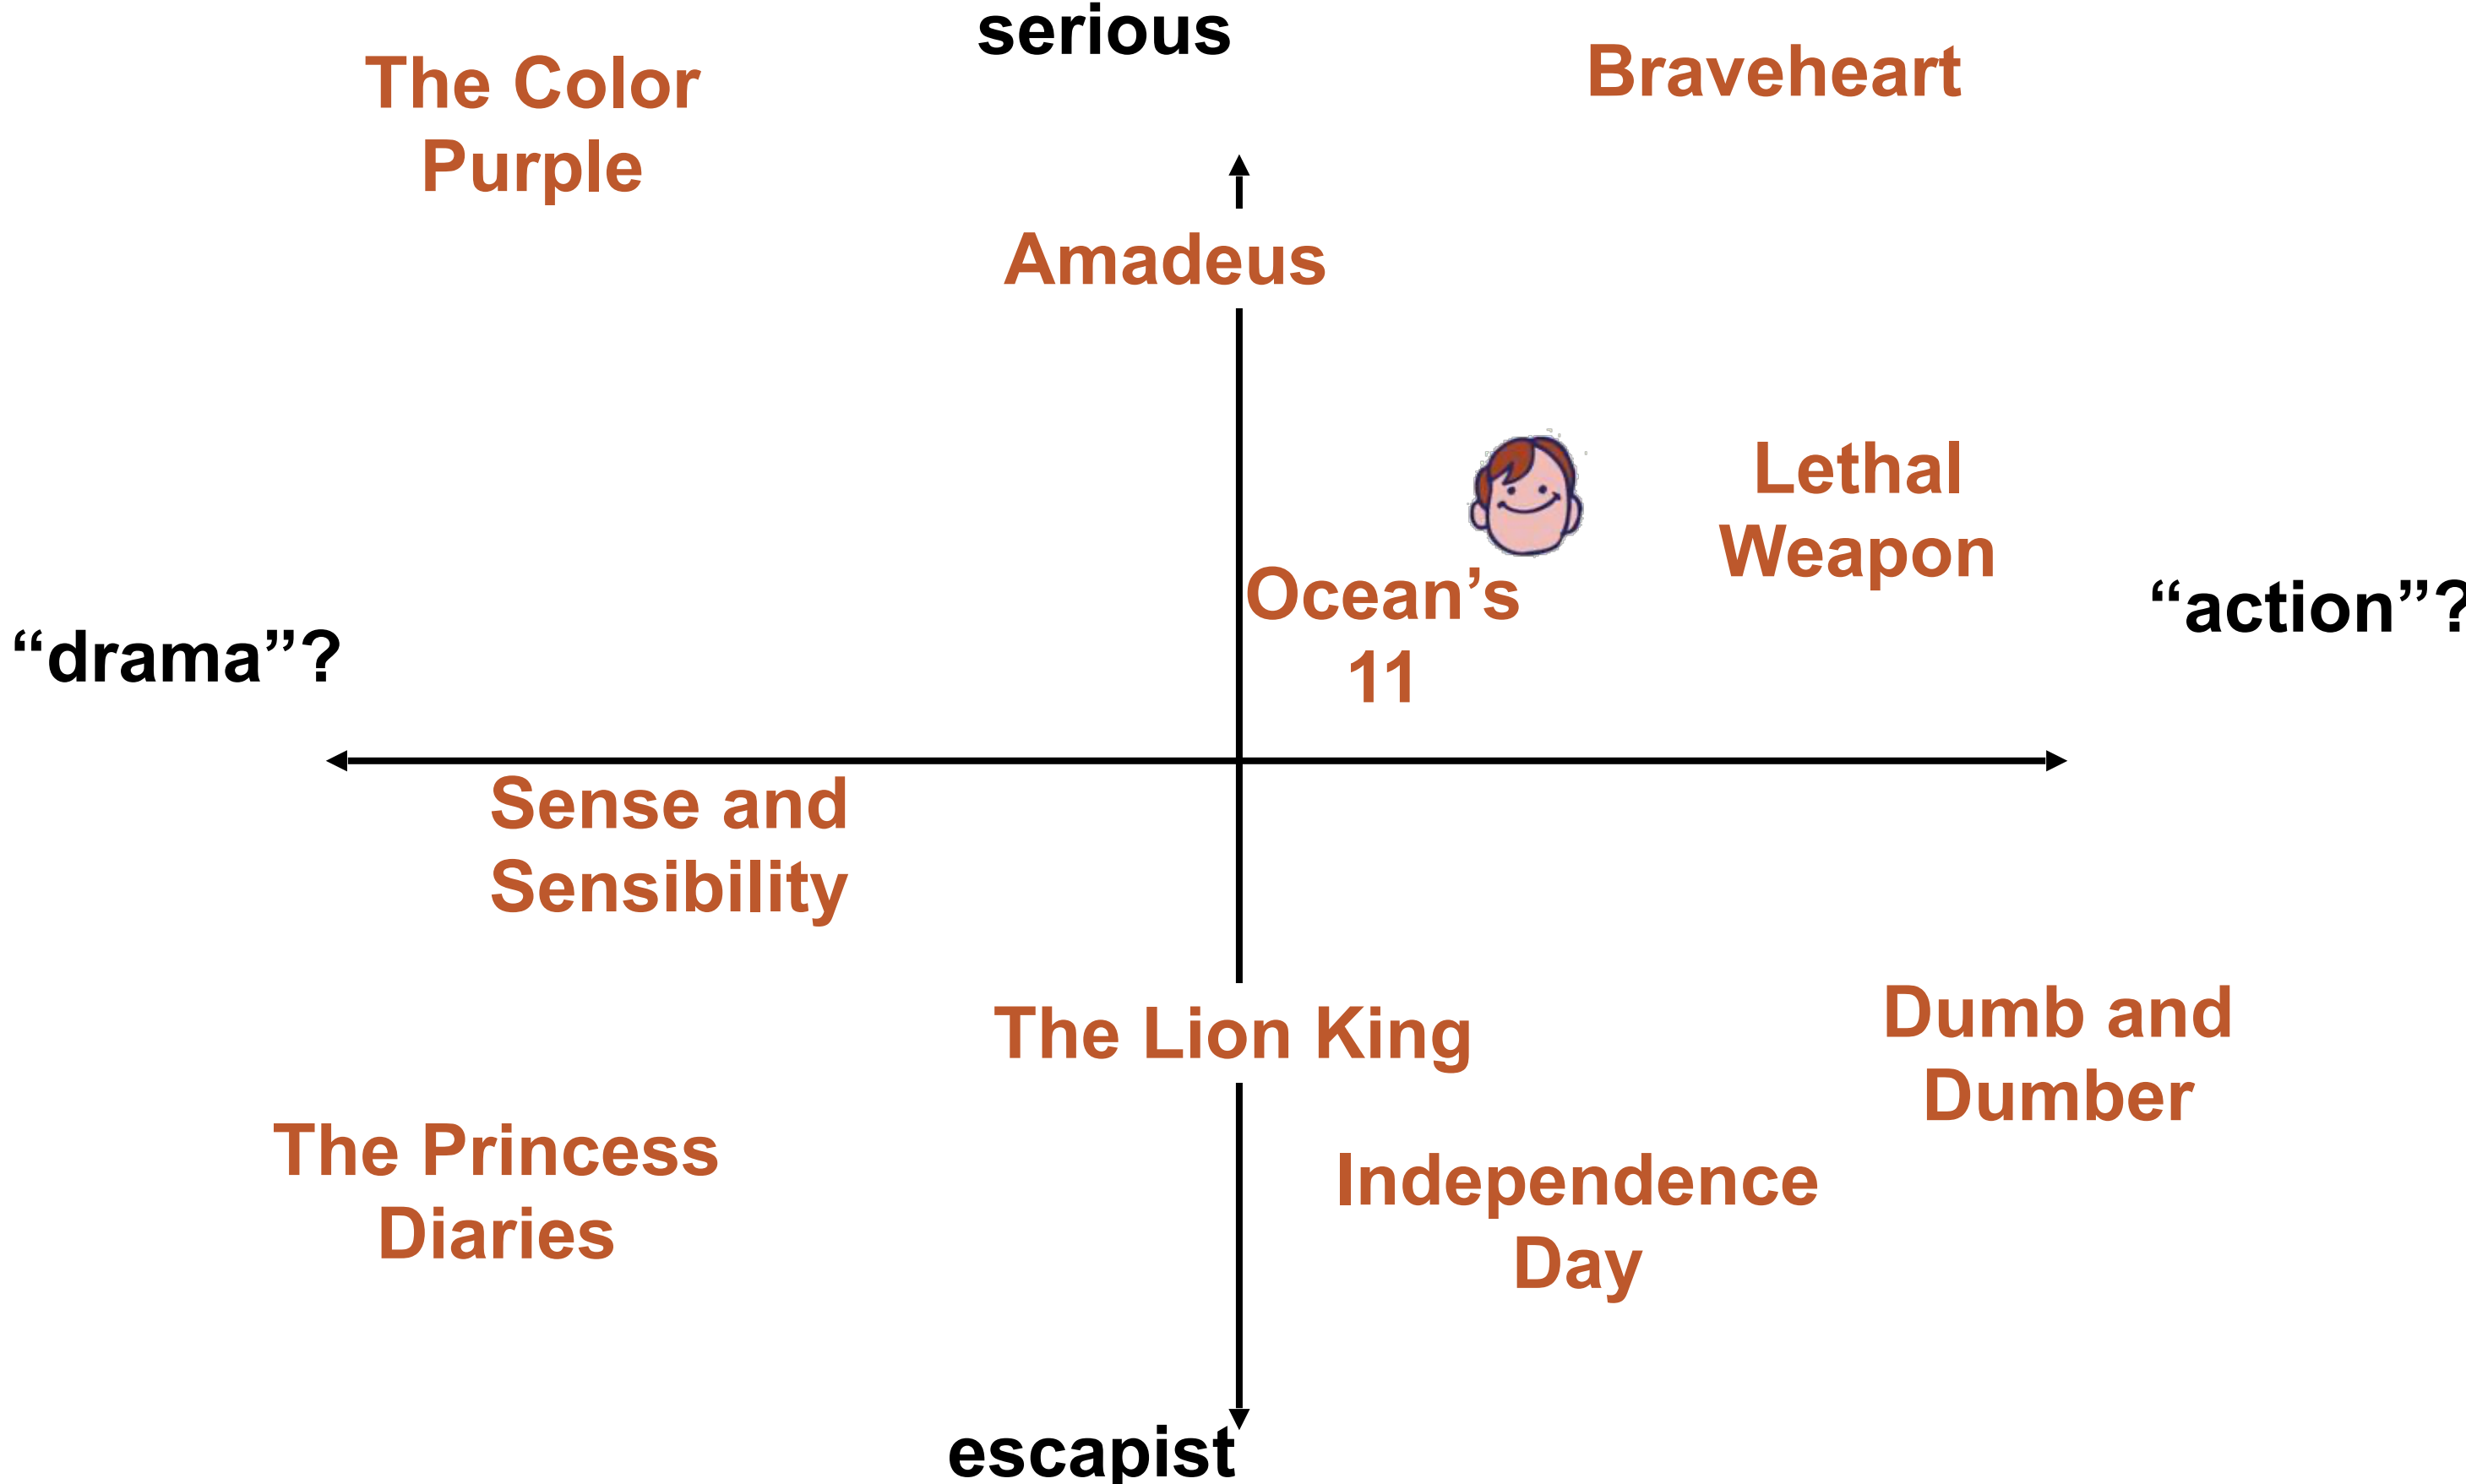 serious
Braveheart
The Color
Purple
Amadeus
Lethal
Weapon
Ocean’s
11
“action”?
“drama”?
Sense and
Sensibility
The Lion King
Dumb and
Dumber
The Princess
Diaries
Independence
Day
escapist